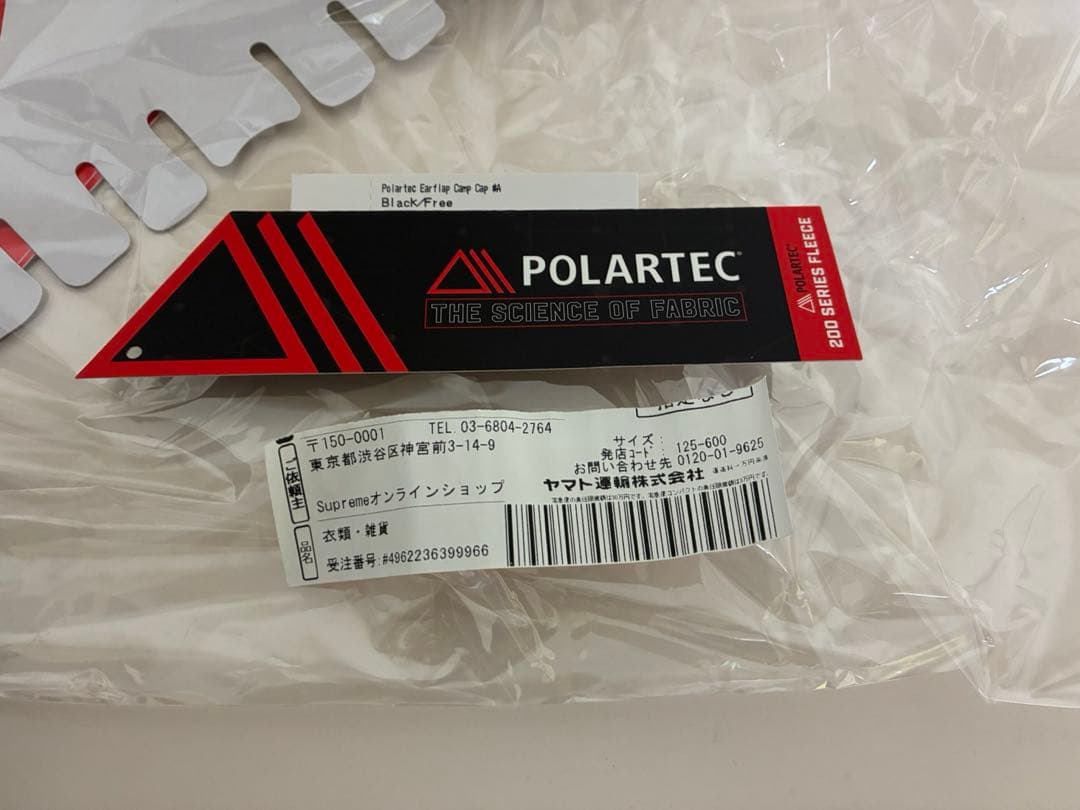 Polartec Earflap Camp Cap #A
Black/Free
POLARTEC
THE SCIENCE OF FABRIC
POLARTEC
200 SERIES FLEECE
〒150-0001 TEL.03-6804-2764
東京都渋谷区神宮前3-14-9
ご依頼主
Supremeオンラインショップ
品名
衣類・雑貨
受注番号:#4962236399966
サイズ:
発店コード: 125-600
お問い合わせ先 0120-01-9625
ヤマト運輸株式会社